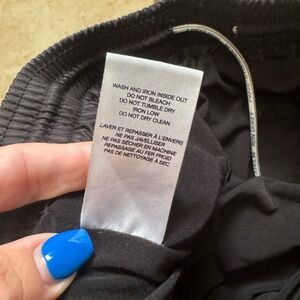 WASH AND IRON INSIDE OUT
DO NOT BLEACH
DO NOT TUMBLE DRY
IRON LOW
DO NOT DRY CLEAN
LAVER ET REPASSER À L'ENVERS
NE PAS JAVELLISER
PAS DE SÉCHER EN MACHINE
REPASSAGE AU FER FROID
PAS DE NETTOYAGE À SEC